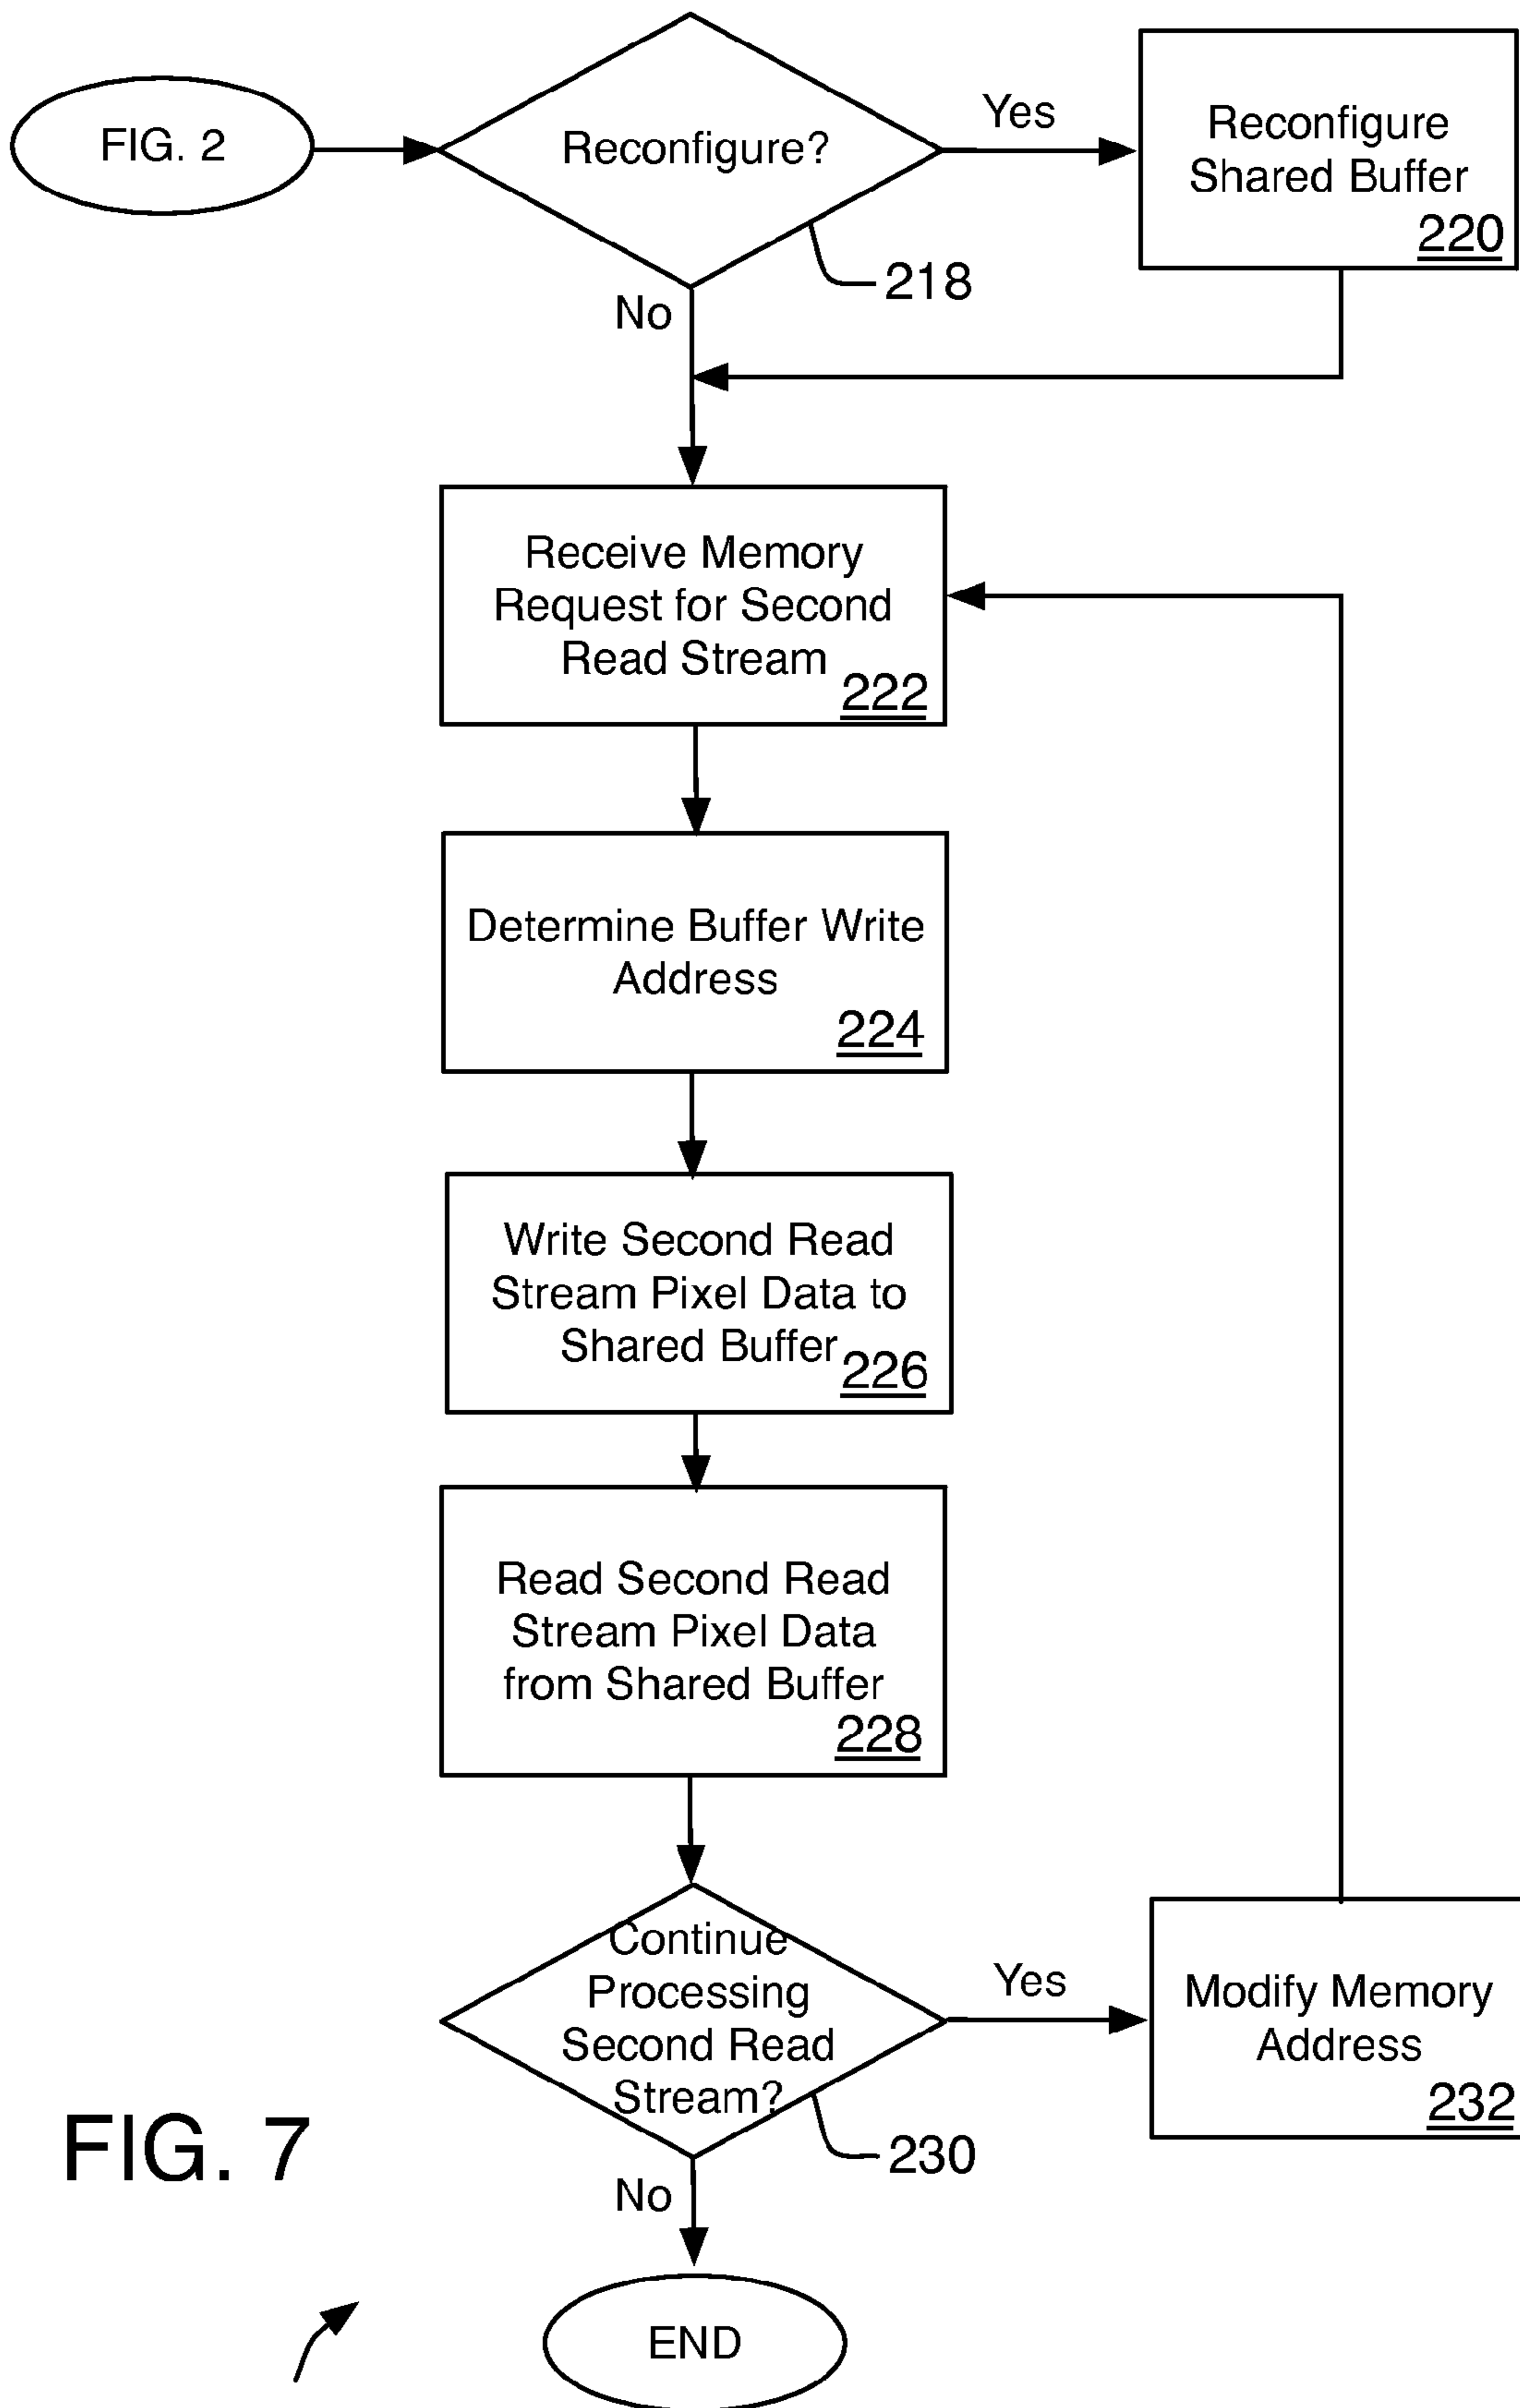 FIG. 2
Reconfigure?
Yes
Reconfigure
Shared Buffer
220
218
No
Receive Memory
Request for Second
Read Stream
222
Determine Buffer Write
Address
224
Write Second Read
Stream Pixel Data to
Shared Buffer
226
Read Second Read
Stream Pixel Data
from Shared Buffer
228
Continue
Processing
Second Read
Stream?
Yes
Modify Memory
Address
232
230
No
FIG. 7
END